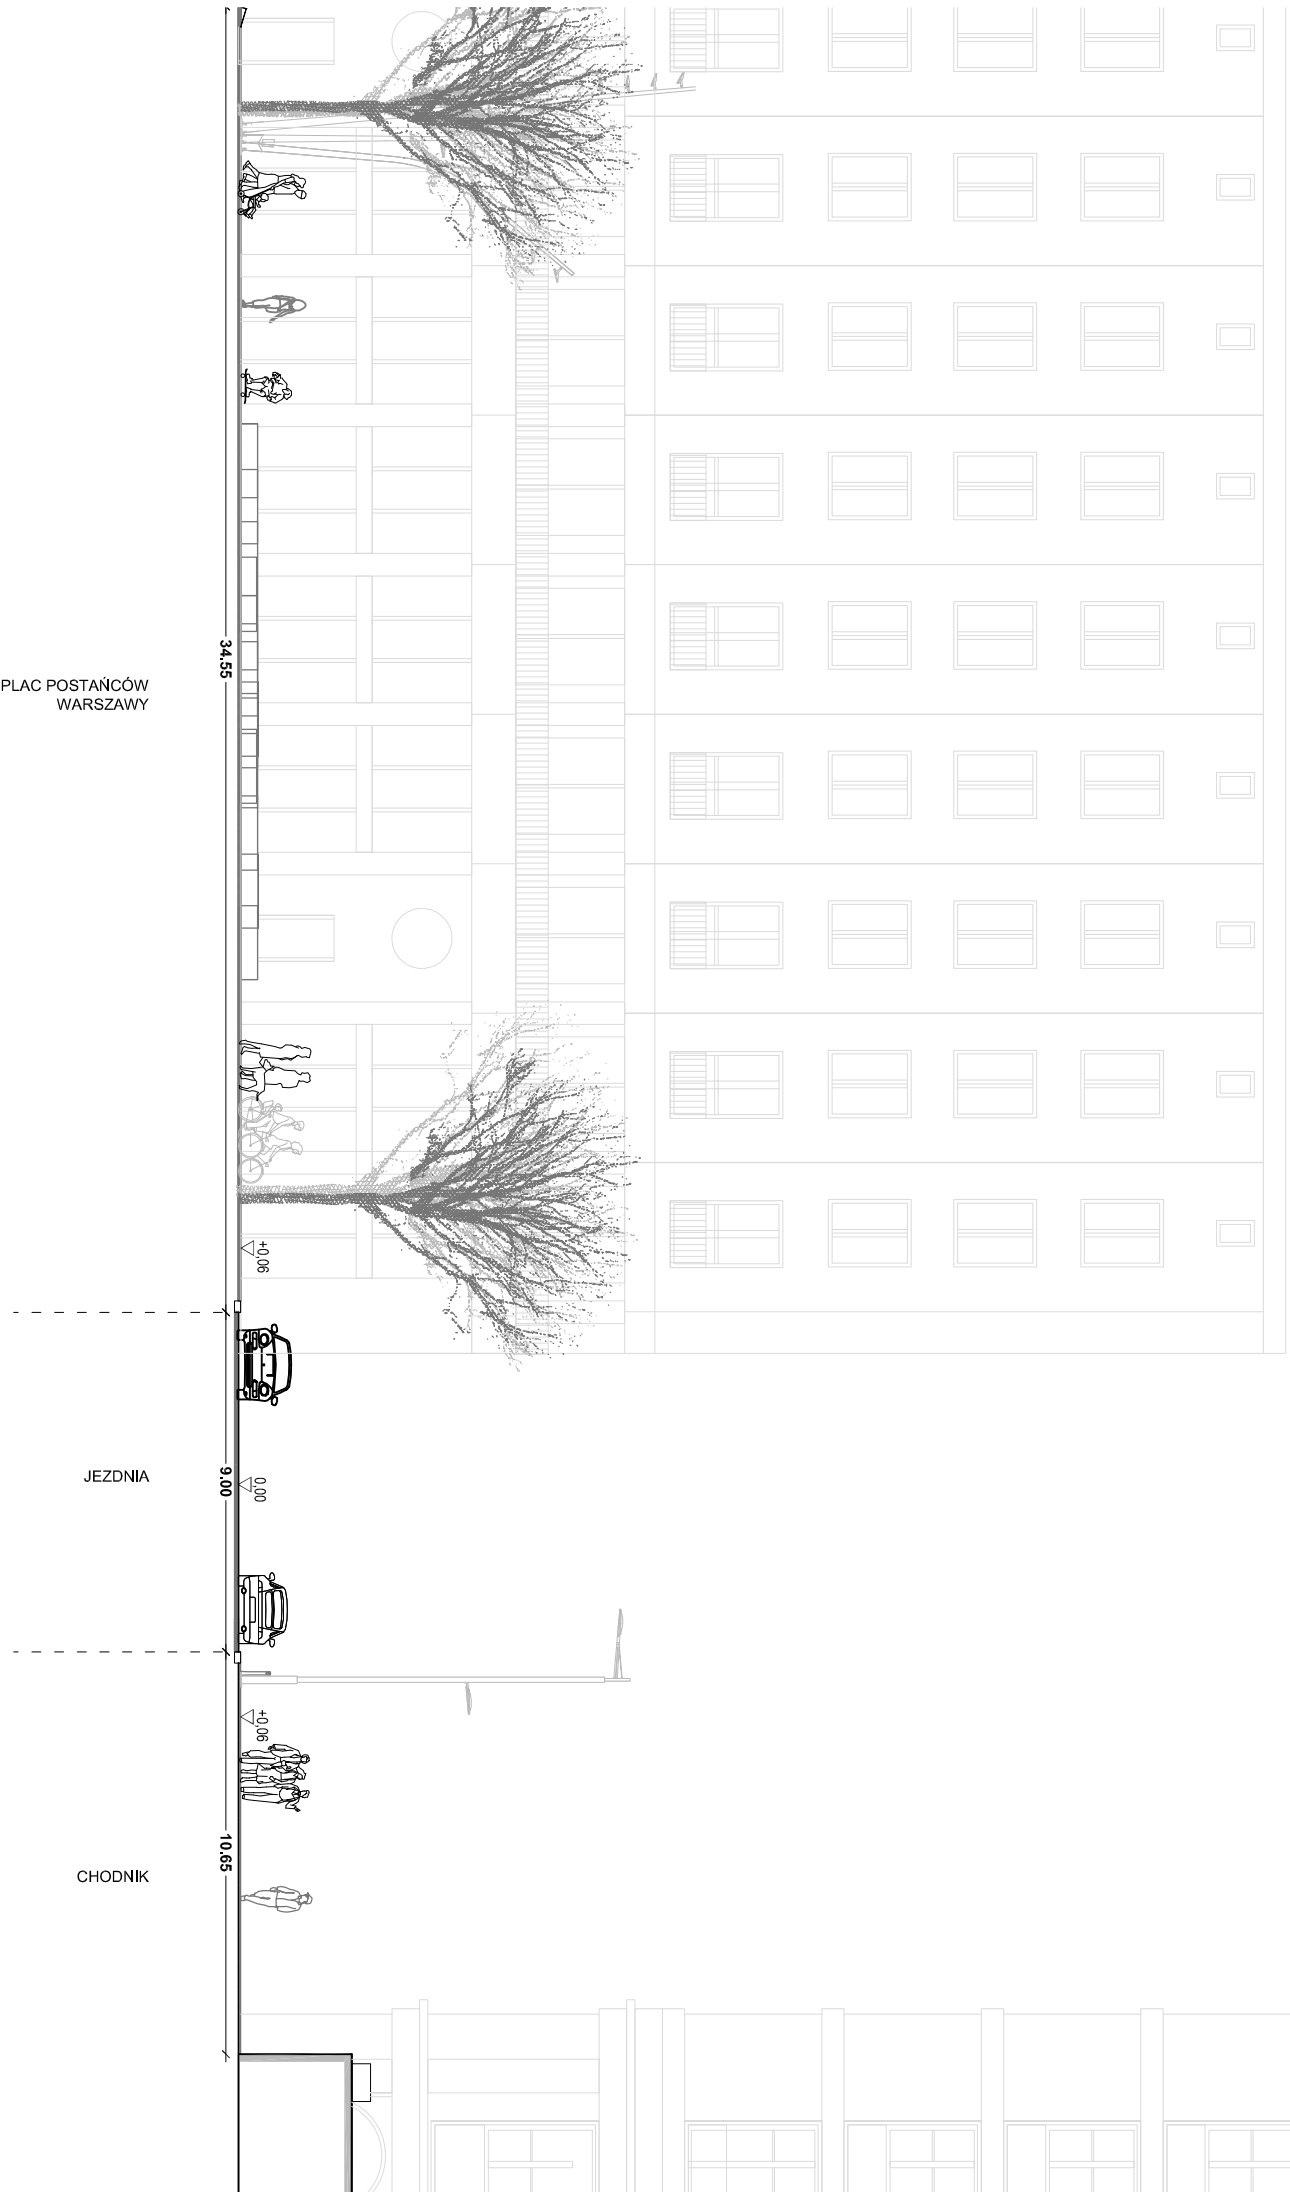 34.55
PLAC POSTAŃCÓW
WARSZAWY
+0,06
JEZDNIA
9.00
0,00
+0,06
10.65
CHODNIK